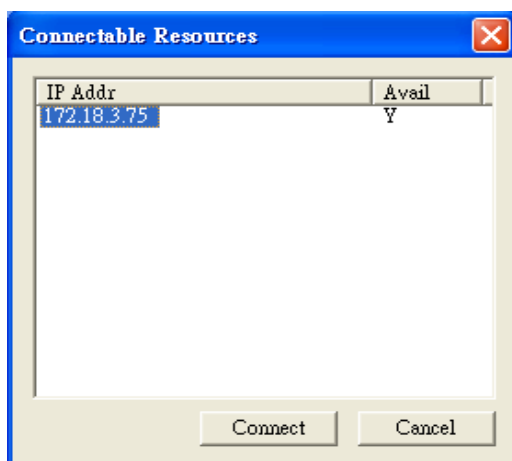 Connectable Resources
IP Addr Avail
172.18.3.75 Y
Connect Cancel